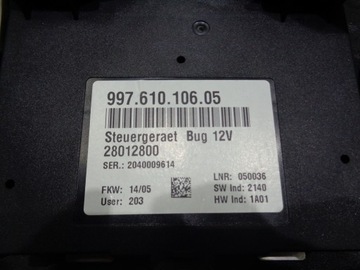 997.610.106.05
Steuergeraet Bug 12V
28012800
SER.: 2040009614
LNR: 050036
FKW: 14/05
SW Ind: 2140
User: 203
HW Ind: 1A01